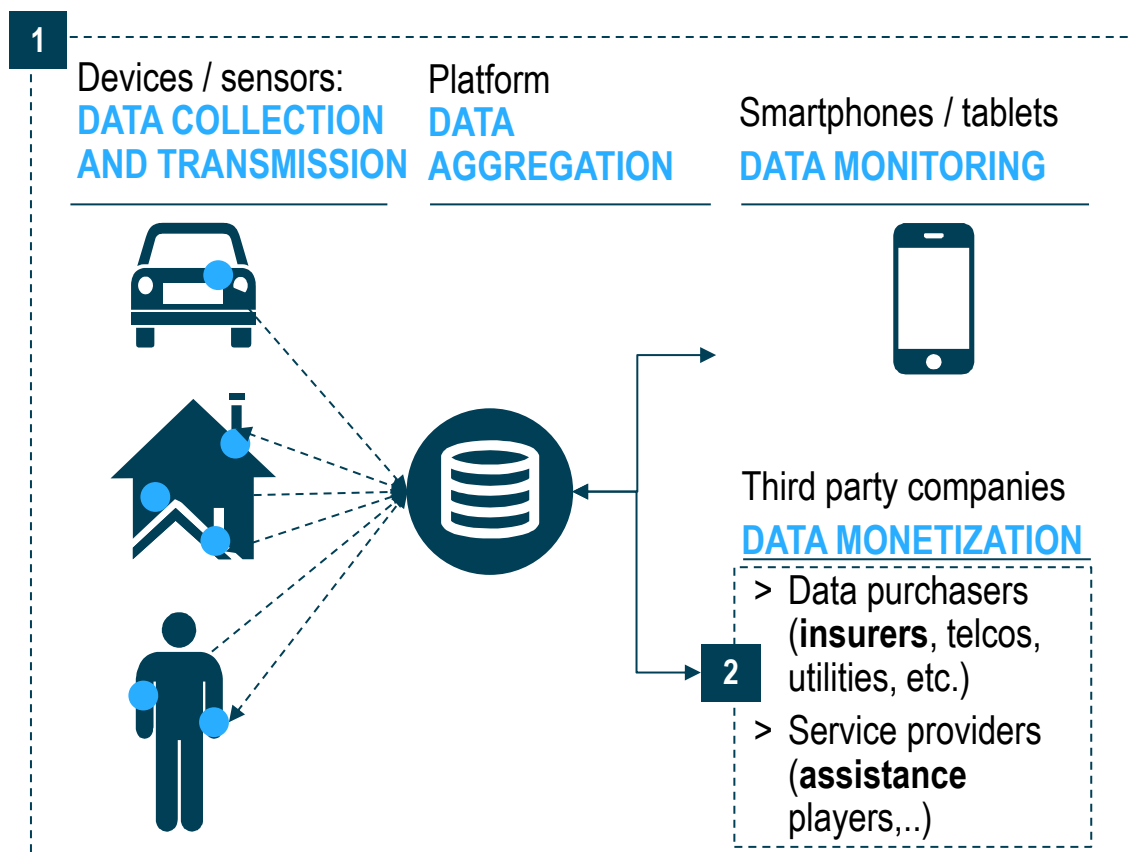 1
Devices / sensors:
DATA COLLECTION
AND TRANSMISSION
Platform
DATA
AGGREGATION
Smartphones / tablets
DATA MONITORING
Third party companies
DATA MONETIZATION
2
> Data purchasers
(insurers, telcos,
utilities, etc.)
> Service providers
(assistance
players,..)